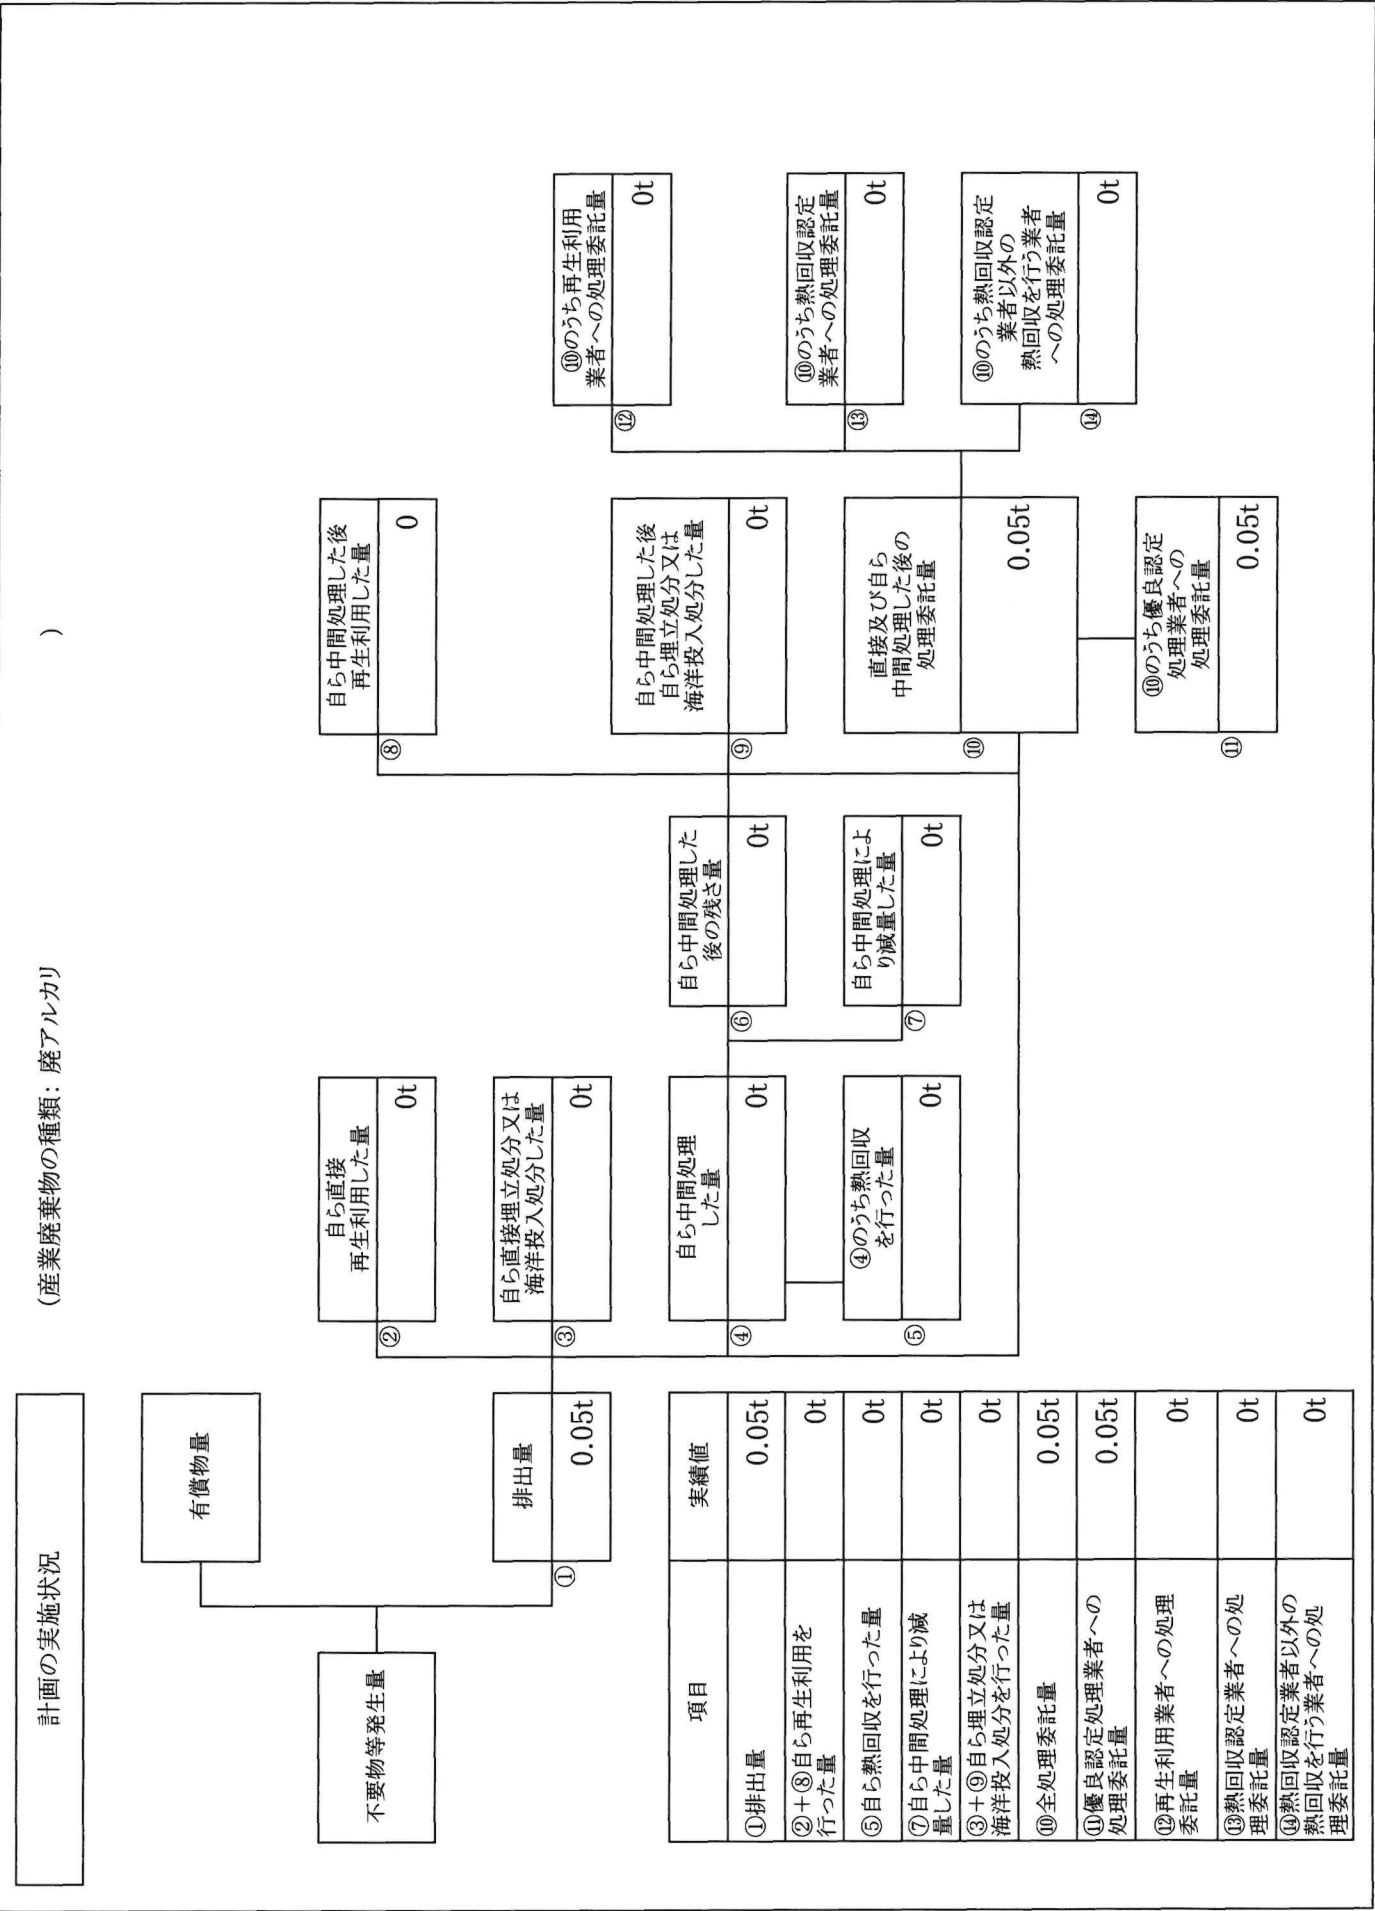 計画の実施状況
(産業廃棄物の種類：廃アルカリ
)
有償物量
不要物等発生量
排出量
①
0.05t
自ら直接
再生利用した量
②
0t
自ら直接埋立処分又は
海洋投入処分した量
③
0t
自ら中間処理
した量
④
0t
④のうち熱回収
を行った量
⑤
0t
自ら中間処理した
後の残さ量
⑥
0t
自ら中間処理によ
り減量した量
⑦
0t
自ら中間処理した後
再生利用した量
⑧
0
自ら中間処理した後
自ら埋立処分又は
海洋投入処分した量
⑨
0t
直接及び自ら
中間処理した後の
処理委託量
⑩
0.05t
⑩のうち優良認定
処理業者への
処理委託量
⑪
0.05t
⑩のうち再生利用
業者への処理委託量
⑫
0t
⑩のうち熱回収認定
業者への処理委託量
⑬
0t
⑩のうち熱回収認定
業者以外の
熱回収を行う業者
への処理委託量
⑭
0t
項目 実績値
①排出量 0.05t
②＋⑧自ら再生利用を
行った量 0t
⑤自ら熱回収を行った量 0t
⑦自ら中間処理により減
量した量 0t
③＋⑨自ら埋立処分又は
海洋投入処分を行った量 0t
⑩全処理委託量 0.05t
⑪優良認定処理業者への
処理委託量 0.05t
⑫再生利用業者への処理
委託量 0t
⑬熱回収認定業者への処
理委託量 0t
⑭熱回収認定業者以外の
熱回収を行う業者への処
理委託量 0t